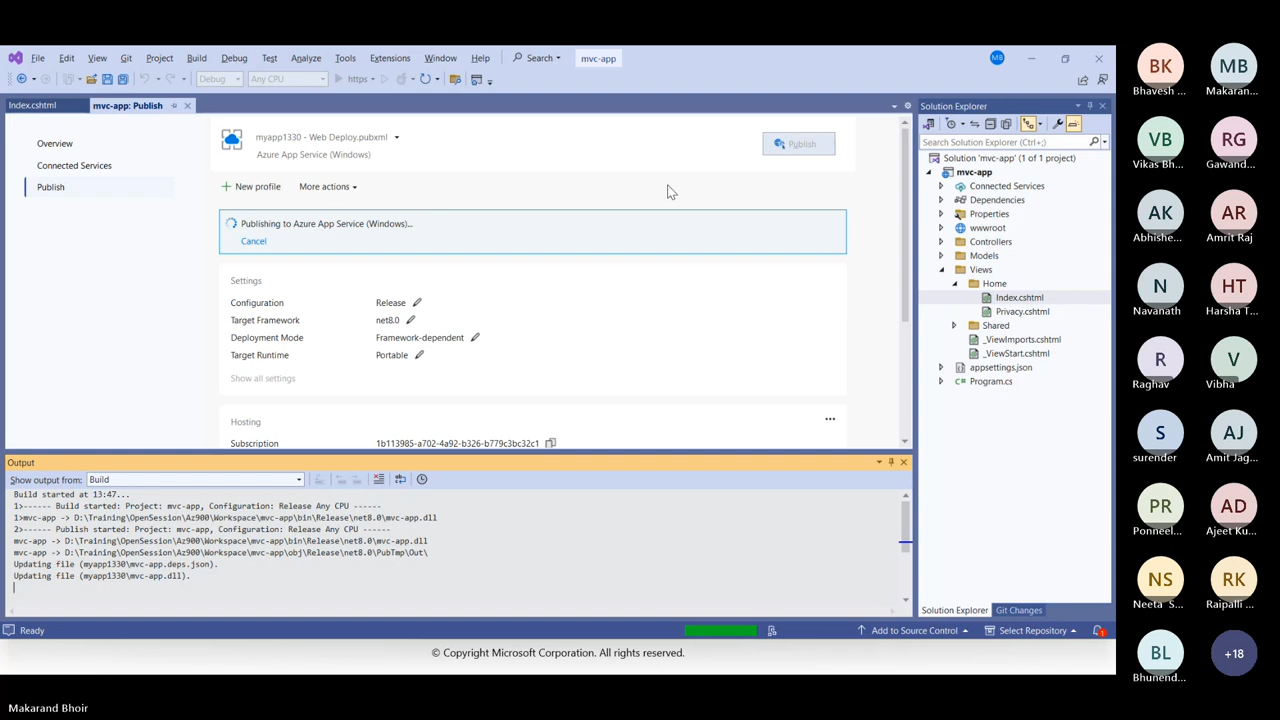 File Edit View Git Project Build Debug Test Analyze Tools Extensions Window Help Search mvc-app MB
Debug Any CPU https
Index.cshtml mvc-app: Publish
Overview
Connected Services
Publish
myapp1330 - Web Deploy.pubxml
Azure App Service (Windows)
Publish
+ New profile More actions
Publishing to Azure App Service (Windows)...
Cancel
Settings
Configuration Release
Target Framework net8.0
Deployment Mode Framework-dependent
Target Runtime Portable
Show all settings
Hosting ...
Subscription 1b113985-a702-4a92-b326-b779c3bc32c1
Solution Explorer
Search Solution Explorer (Ctrl+;)
Solution 'mvc-app' (1 of 1 project)
mvc-app
Connected Services
Dependencies
Properties
wwwroot
Controllers
Models
Views
Home
Index.cshtml
Privacy.cshtml
Shared
_ViewImports.cshtml
_ViewStart.cshtml
appsettings.json
Program.cs
Solution Explorer Git Changes
Output
Show output from: Build
Build started at 13:47...
1>------ Build started: Project: mvc-app, Configuration: Release Any CPU ------
1>mvc-app -> D:\Training\OpenSession\Az900\Workspace\mvc-app\bin\Release\net8.0\mvc-app.dll
2>------ Publish started: Project: mvc-app, Configuration: Release Any CPU ------
mvc-app -> D:\Training\OpenSession\Az900\Workspace\mvc-app\bin\Release\net8.0\mvc-app.dll
mvc-app -> D:\Training\OpenSession\Az900\Workspace\mvc-app\obj\Release\net8.0\PubTmp\Out\
Updating file (myapp1330\mvc-app.deps.json).
Updating file (myapp1330\mvc-app.dll).
Ready Add to Source Control Select Repository 1
© Copyright Microsoft Corporation. All rights reserved.
Makarand Bhoir
BK MB
Bhavesh ... Makaran...
VB RG
Vikas Bh... Gawand...
AK AR
Abhishe... Amrit Raj
N HT
Navanath Harsha T...
R V
Raghav Vibha
S AJ
surender Amit Jag...
PR AD
Ponneel... Ajeet Ku...
NS RK
Neeta S... Raipalli ...
BL +18
Bhunend...